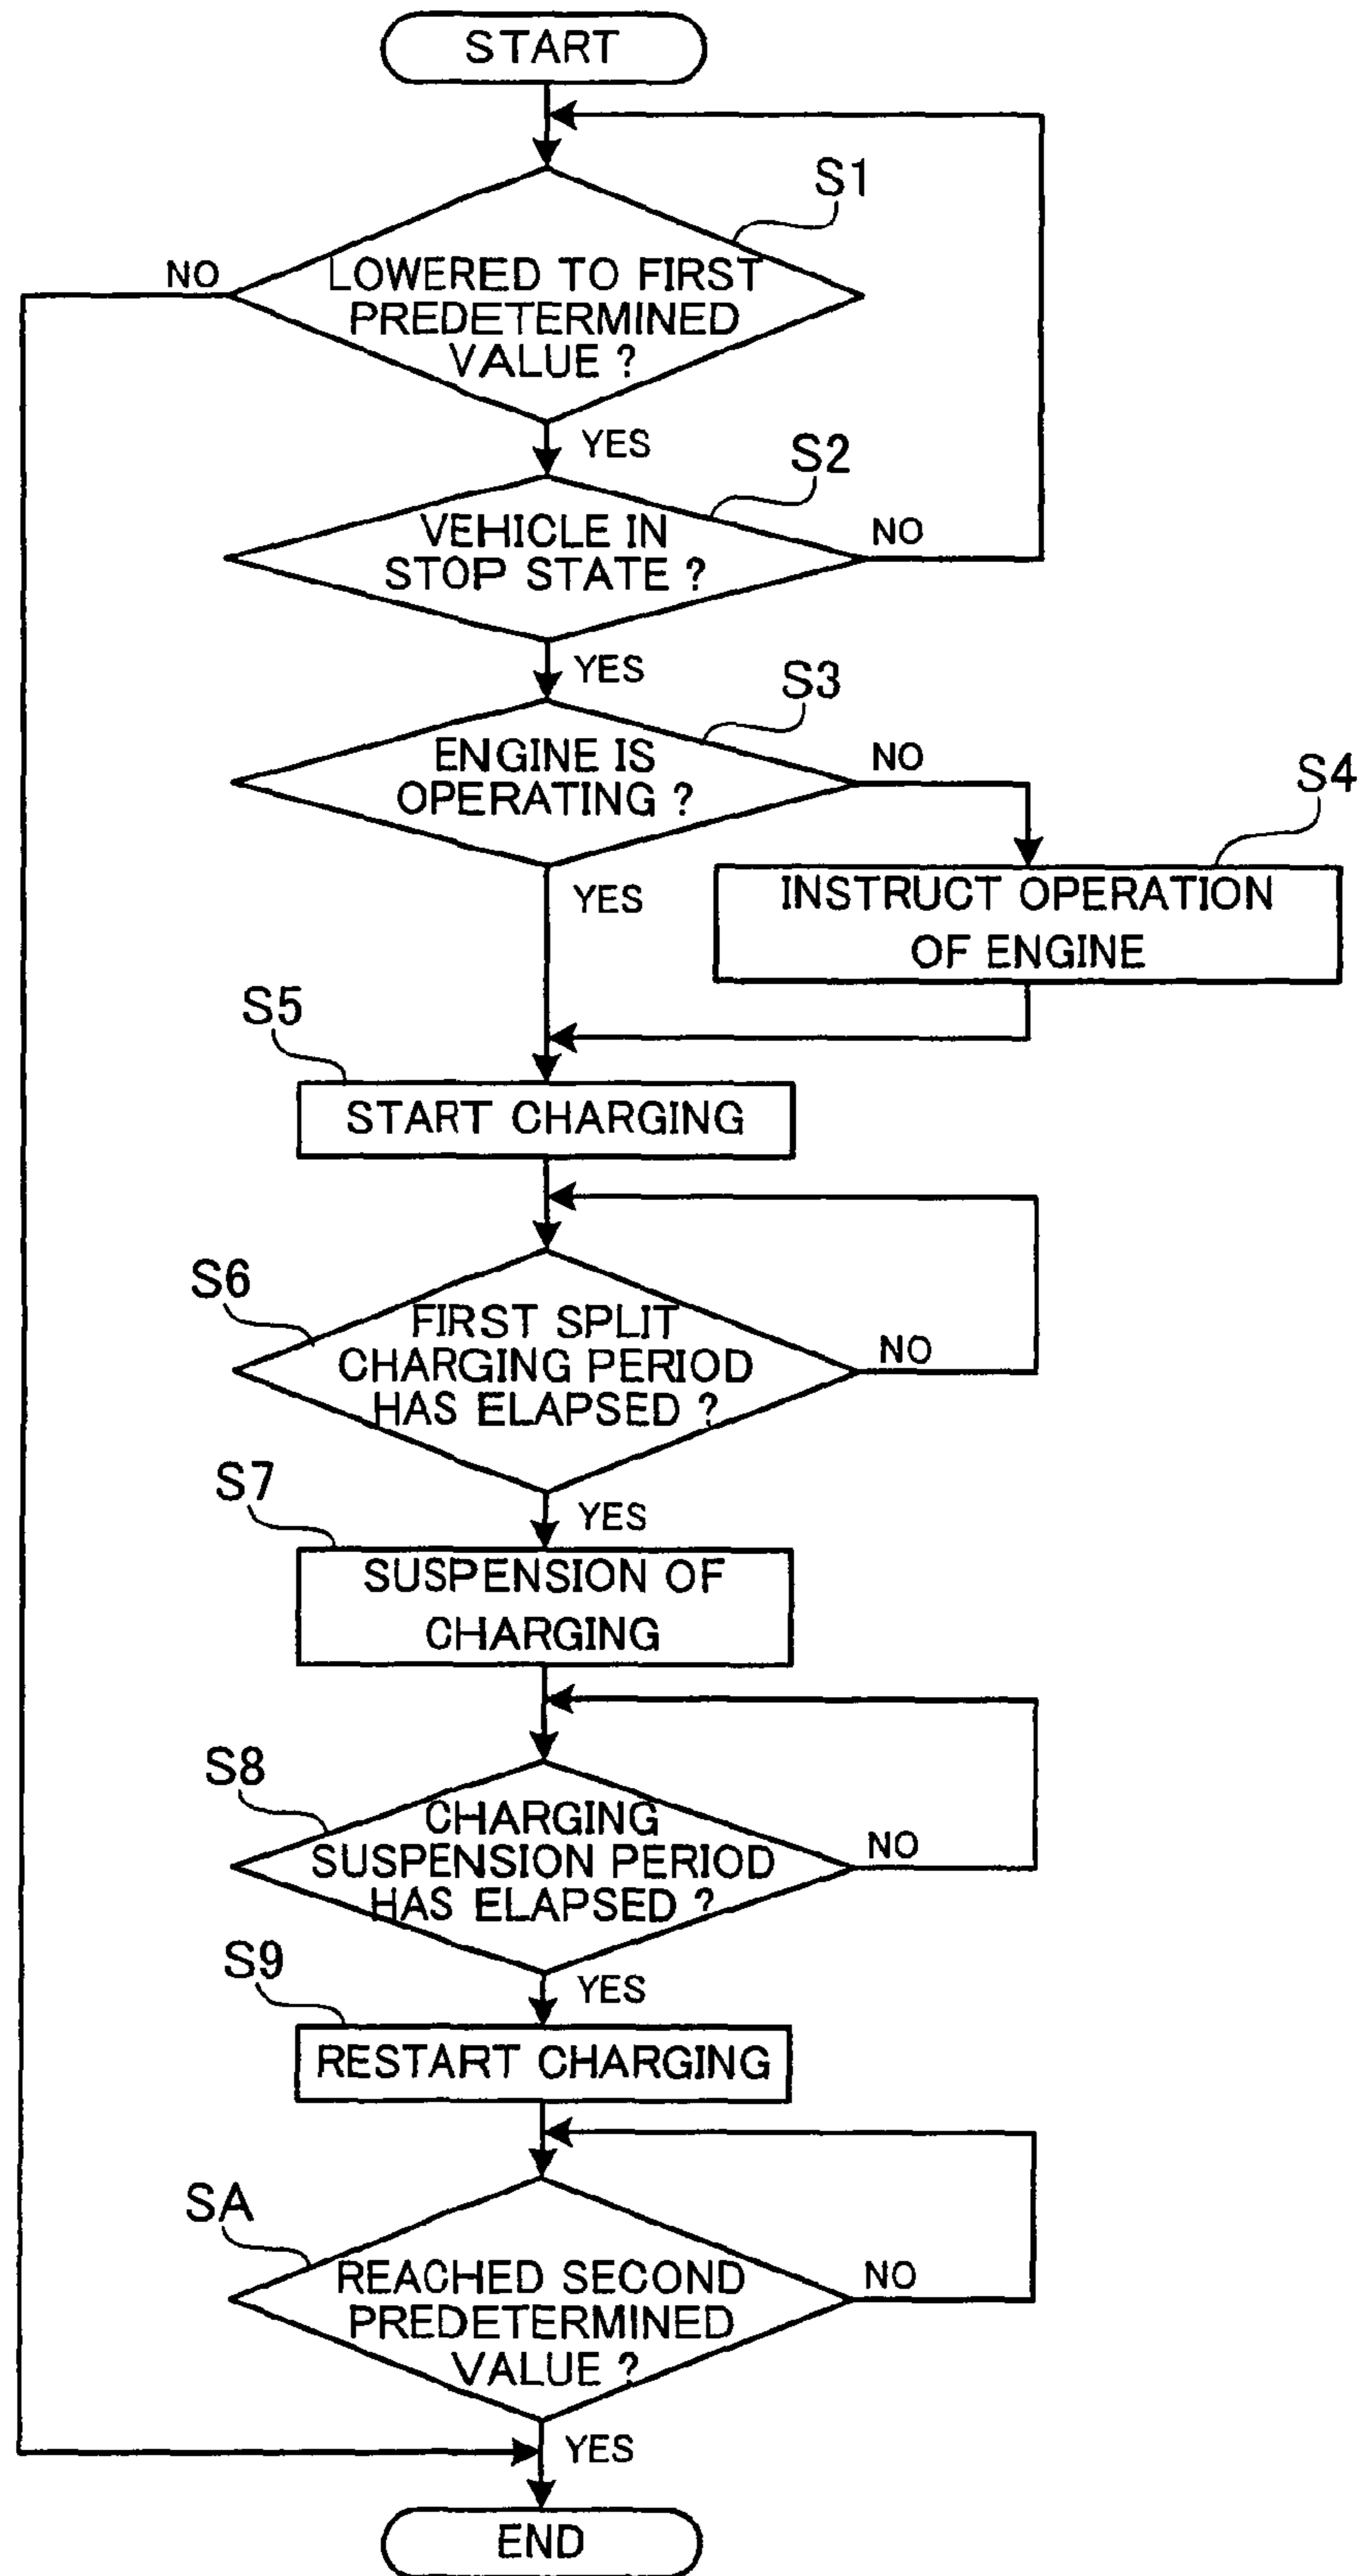 START
S1
NO
LOWERED TO FIRST
PREDETERMINED
VALUE ?
YES
S2
VEHICLE IN
STOP STATE ?
NO
YES
S3
ENGINE IS
OPERATING ?
NO
S4
YES
INSTRUCT OPERATION
OF ENGINE
S5
START CHARGING
S6
FIRST SPLIT
CHARGING PERIOD
HAS ELAPSED ?
NO
S7
YES
SUSPENSION OF
CHARGING
S8
CHARGING
SUSPENSION PERIOD
HAS ELAPSED ?
NO
S9
YES
RESTART CHARGING
SA
REACHED SECOND
PREDETERMINED
VALUE ?
NO
YES
END